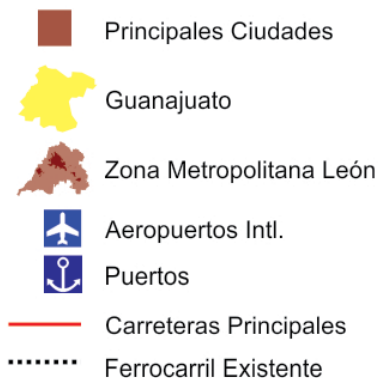 Principales Ciudades
Guanajuato
Zona Metropolitana León
Aeropuertos Intl.
Puertos
Carreteras Principales
Ferrocarril Existente